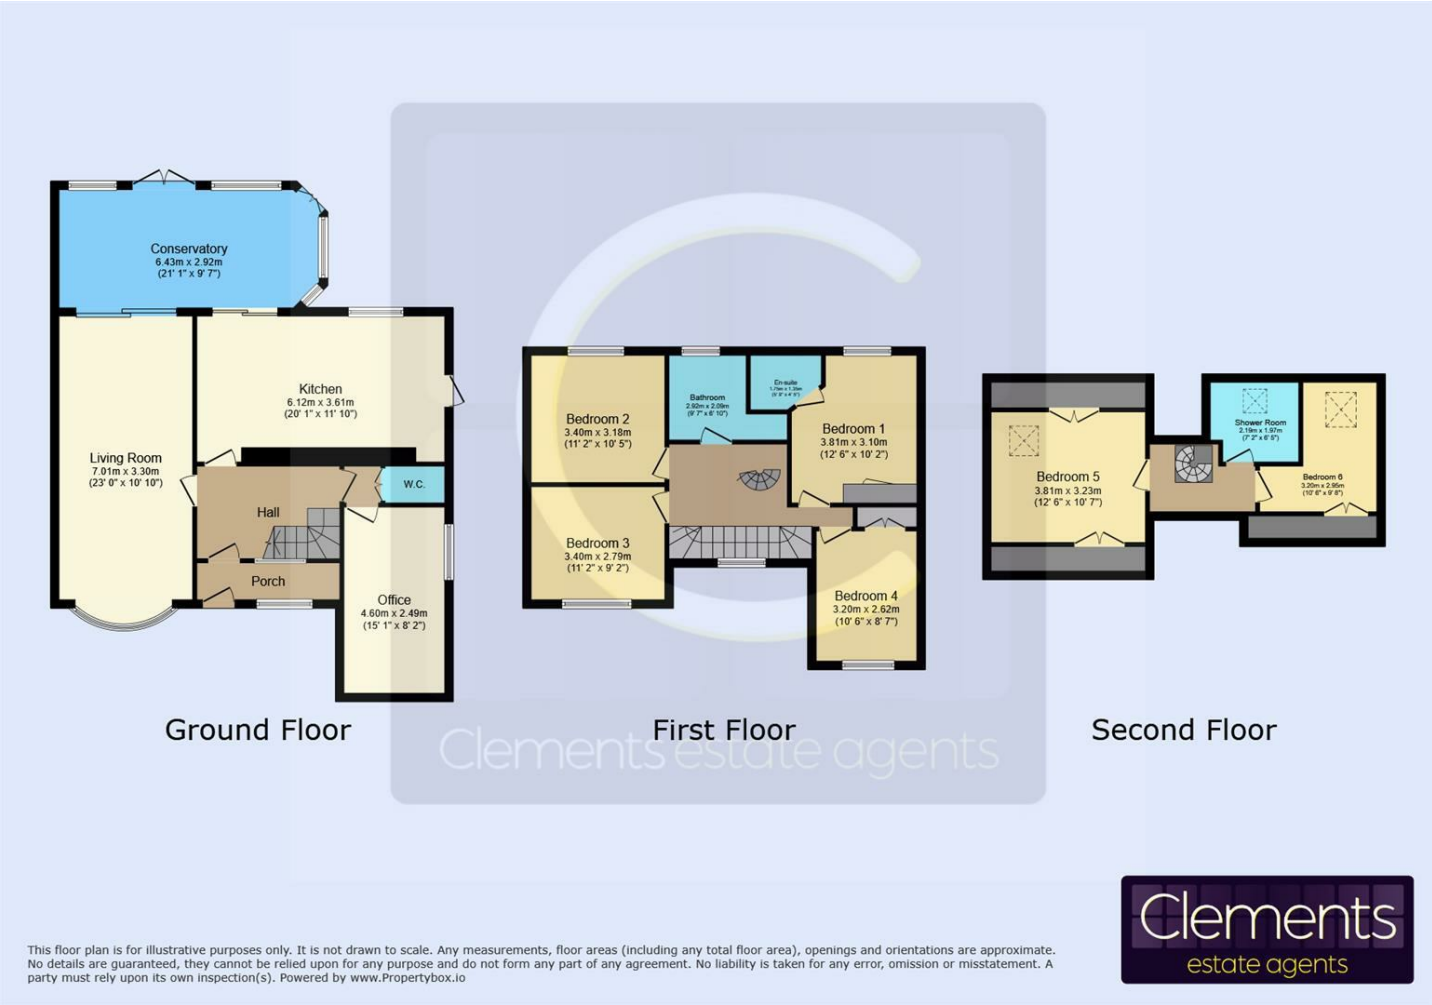 Conservatory
6.43m x 2.92m
(21' 1" x 9' 7")
Kitchen
6.12m x 3.61m
(20' 1" x 11' 10")
Living Room
7.01m x 3.30m
(23' 0" x 10' 10")
W.C.
Hall
Porch
Office
4.60m x 2.49m
(15' 1" x 8' 2")
Ground Floor
Bedroom 2
3.40m x 3.18m
(11' 2" x 10' 5")
Bathroom
2.92m x 2.09m
(9' 7" x 6' 10")
En-suite
Bedroom 1
3.81m x 3.10m
(12' 6" x 10' 2")
Bedroom 3
3.40m x 2.79m
(11' 2" x 9' 2")
Bedroom 4
3.20m x 2.62m
(10' 6" x 8' 7")
First Floor
Bedroom 5
3.81m x 3.23m
(12' 6" x 10' 7")
Shower Room
2.19m x 1.97m
(7' 2" x 6' 5")
Bedroom 6
3.20m x 2.95m
(10' 6" x 9' 8")
Second Floor
Clements estate agents
Clements
estate agents
This floor plan is for illustrative purposes only. It is not drawn to scale. Any measurements, floor areas (including any total floor area), openings and orientations are approximate.
No details are guaranteed, they cannot be relied upon for any purpose and do not form any part of any agreement. No liability is taken for any error, omission or misstatement. A
party must rely upon its own inspection(s). Powered by www.Propertybox.io